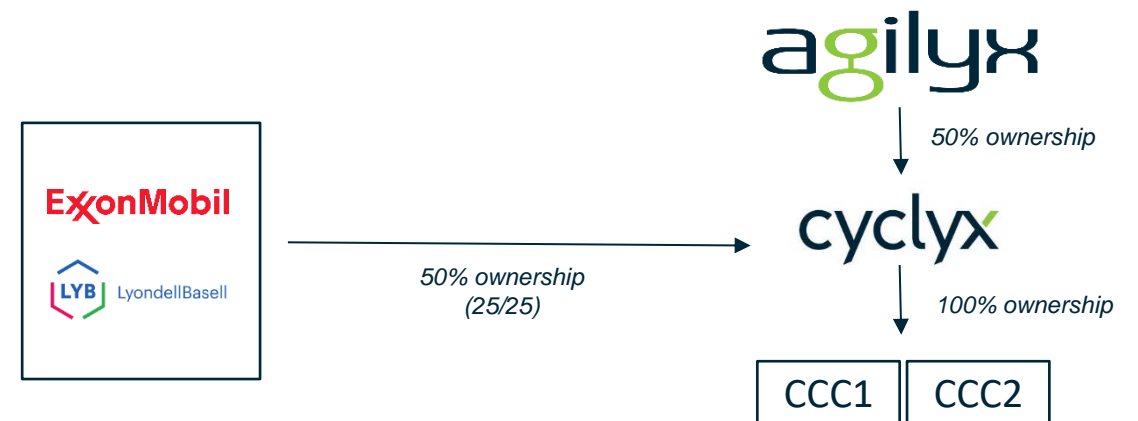 agilyx
50% ownership
ExxonMobil
LYB LyondellBasell
50% ownership
(25/25)
cyclyx
100% ownership
CCC1 CCC2